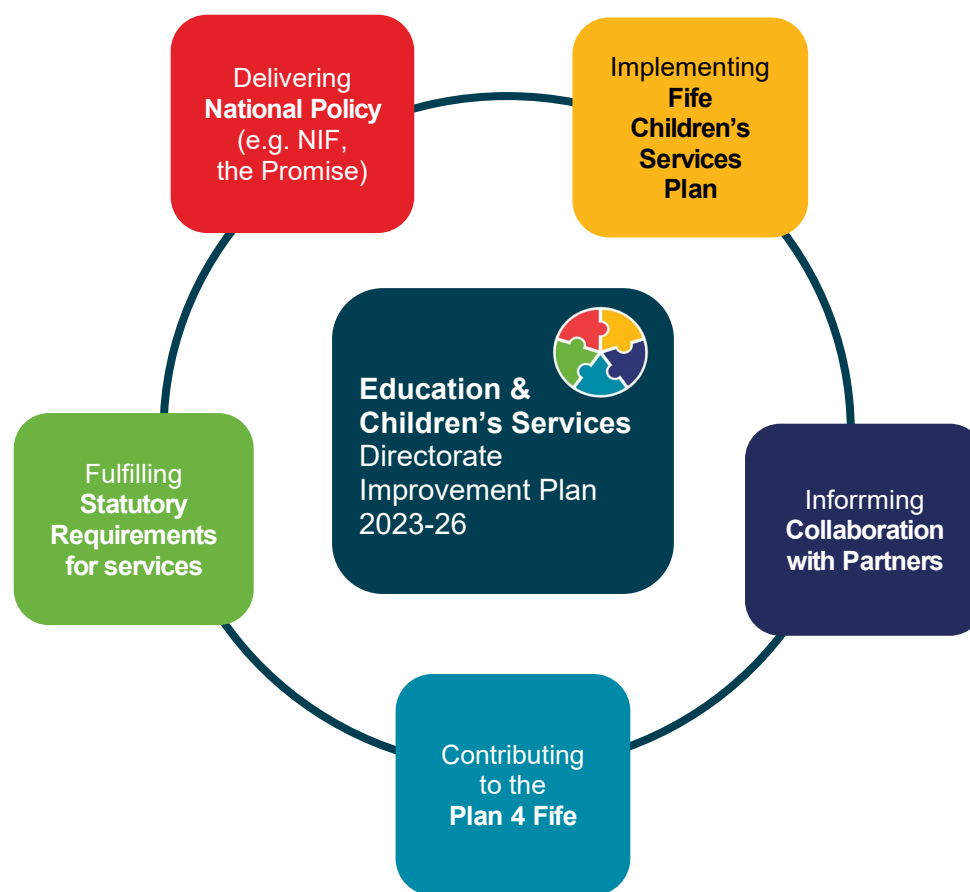 Delivering
National Policy
(e.g. NIF,
the Promise)
Implementing
Fife
Children's
Services
Plan
Education &
Children's Services
Directorate
Improvement Plan
2023-26
Fulfilling
Statutory
Requirements
for services
Inforrming
Collaboration
with Partners
Contributing
to the
Plan 4 Fife